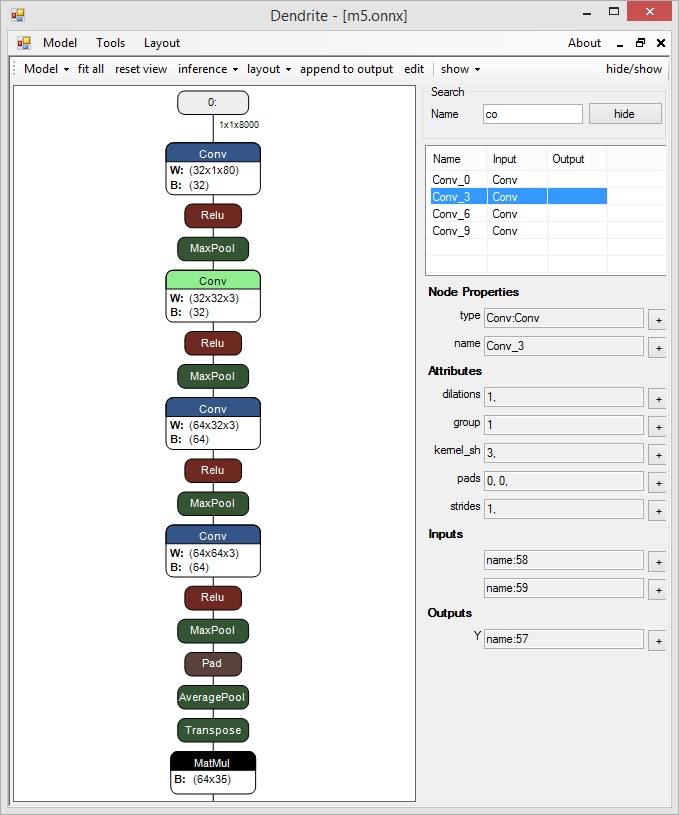 Dendrite - [m5.onnx]
Model Tools Layout About
Model fit all reset view inference layout append to output edit show hide/show
0:
1x1x8000
Conv
W: (32x1x80)
B: (32)
Relu
MaxPool
Conv
W: (32x32x3)
B: (32)
Relu
MaxPool
Conv
W: (64x32x3)
B: (64)
Relu
MaxPool
Conv
W: (64x64x3)
B: (64)
Relu
MaxPool
Pad
AveragePool
Transpose
MatMul
B: (64x35)
Search
Name co hide
Name Input Output
Conv_0 Conv
Conv_3 Conv
Conv_6 Conv
Conv_9 Conv
Node Properties
type Conv:Conv +
name Conv_3 +
Attributes
dilations 1, +
group 1 +
kernel_sh 3, +
pads 0, 0, +
strides 1, +
Inputs
name:58 +
name:59 +
Outputs
Y name:57 +